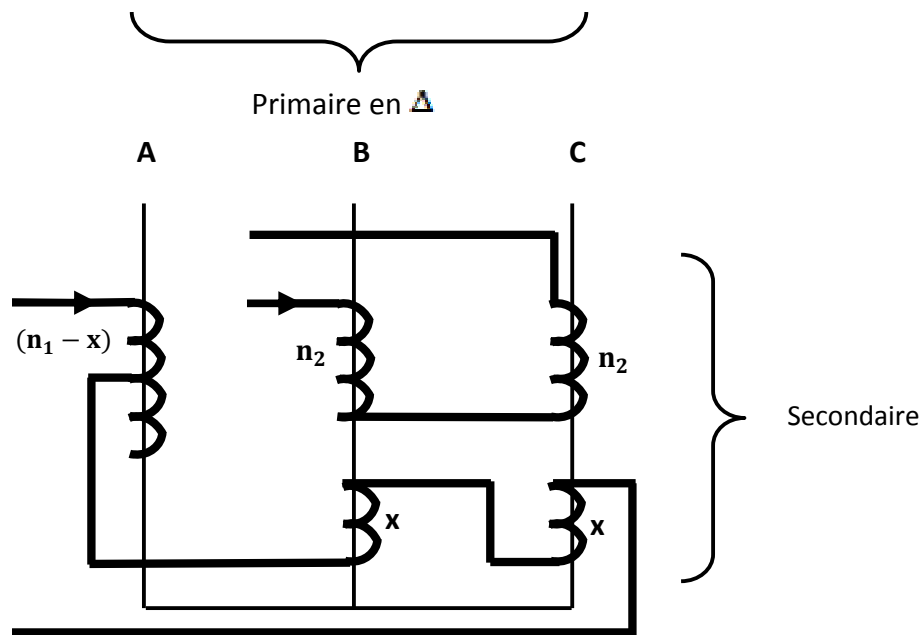 Primaire en Δ
A B C
(n₁ − x)
n₂ n₂
Secondaire
x x